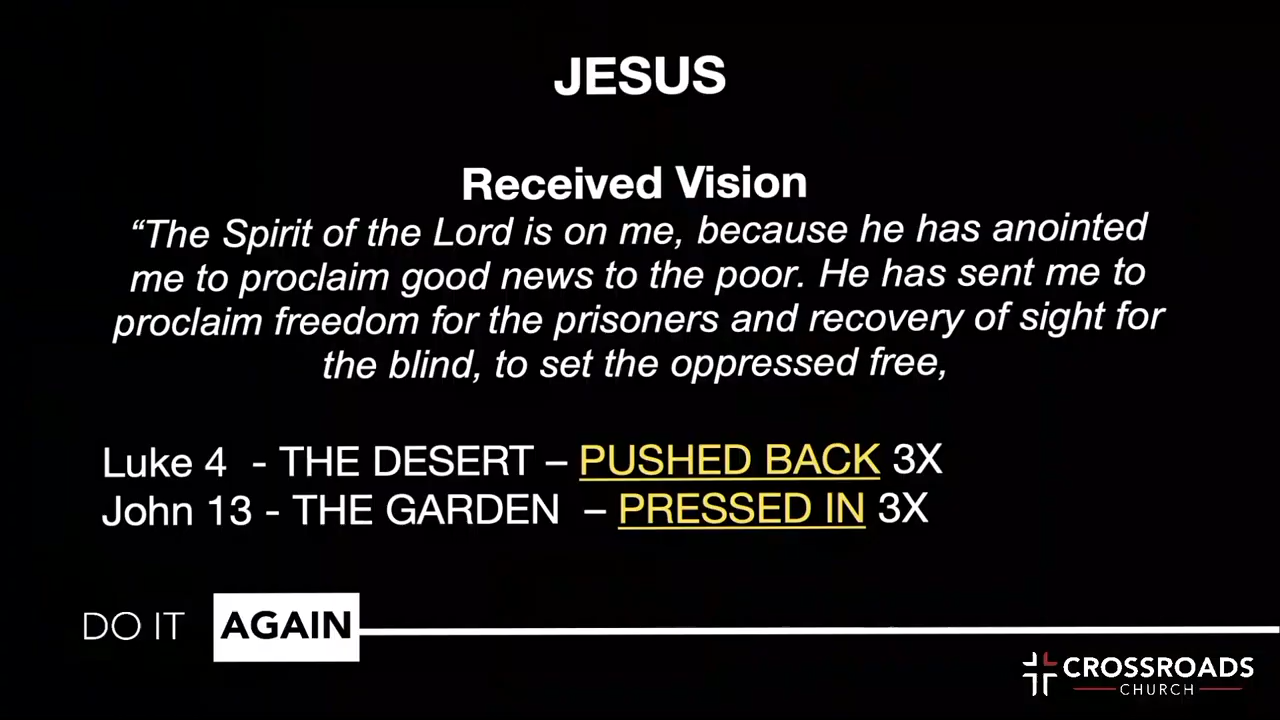 JESUS
Received Vision
“The Spirit of the Lord is on me, because he has anointed
me to proclaim good news to the poor. He has sent me to
proclaim freedom for the prisoners and recovery of sight for
the blind, to set the oppressed free,
Luke 4 - THE DESERT – PUSHED BACK 3X
John 13 - THE GARDEN – PRESSED IN 3X
DO IT AGAIN
CROSSROADS
CHURCH